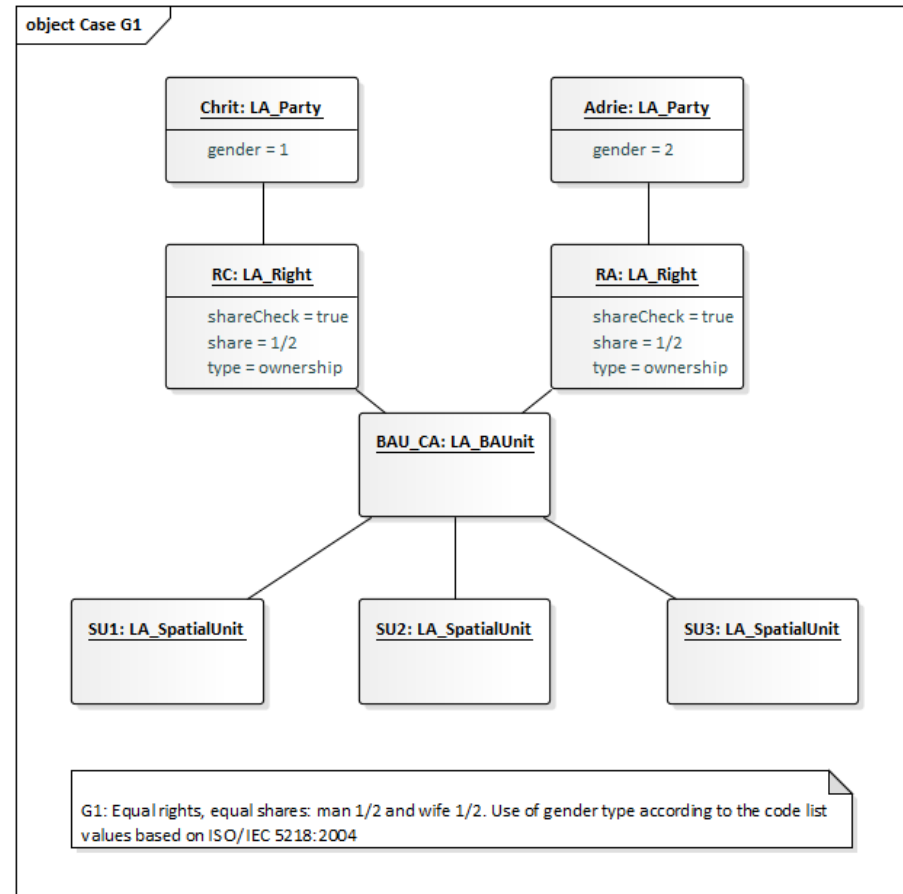 object Case G1
Chrit: LA_Party
gender = 1
Adrie: LA_Party
gender = 2
RC: LA_Right
shareCheck = true
share = 1/2
type = ownership
RA: LA_Right
shareCheck = true
share = 1/2
type = ownership
BAU_CA: LA_BAUnit
SU1: LA_SpatialUnit
SU2: LA_SpatialUnit
SU3: LA_SpatialUnit
G1: Equal rights, equal shares: man 1/2 and wife 1/2. Use of gender type according to the code list
values based on ISO/IEC 5218:2004